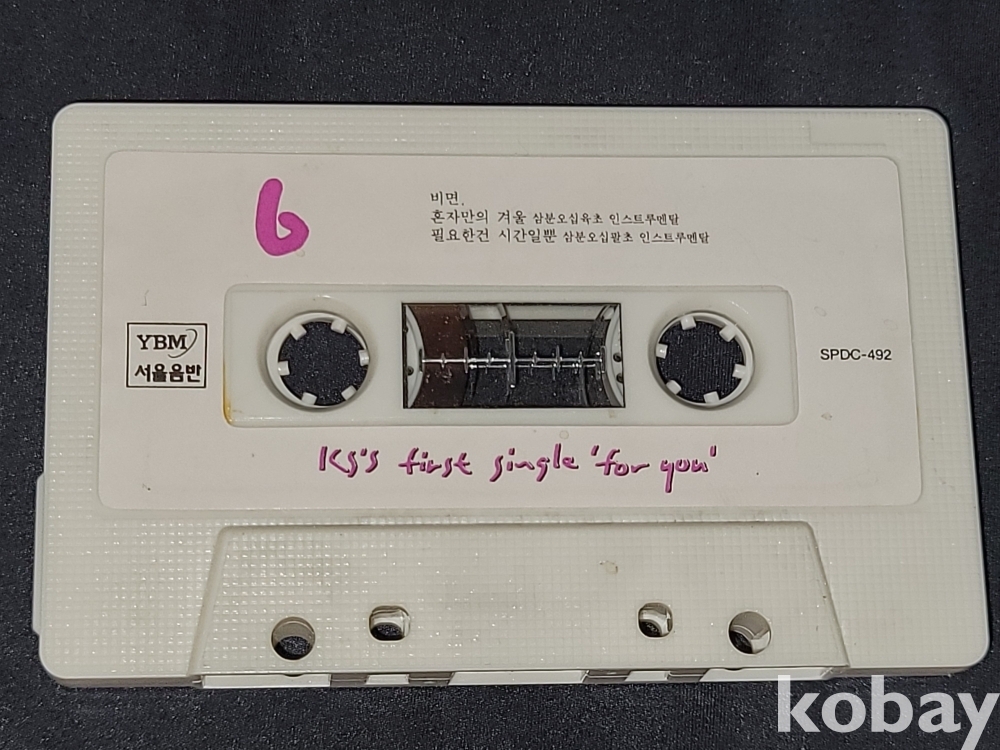 6
비면.
혼자만의 겨울 삼분오십육초 인스트루멘탈
필요한건 시간일뿐 삼분오십팔초 인스트루멘탈
YBM
서울음반
SPDC-492
KS's first single 'for you'
kobay